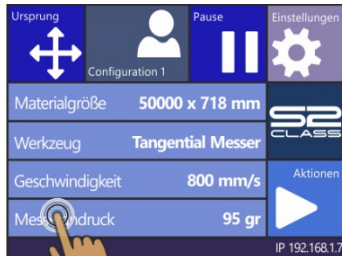 Ursprung
Configuration 1
Pause
Einstellungen
Materialgröße 50000 x 718 mm
S2 CLASS
Werkzeug Tangential Messer
Geschwindigkeit 800 mm/s
Aktionen
95 gr
IP 192.168.1.7